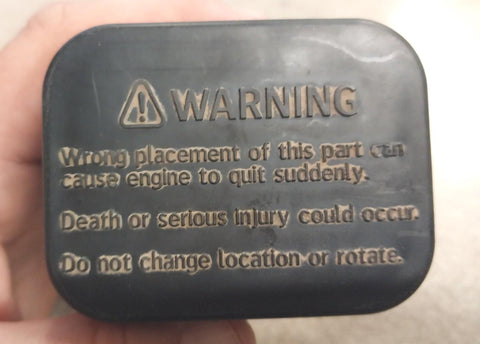 WARNING
Wrong placement of this part can
cause engine to quit suddenly.
Death or serious injury could occur.
Do not change location or rotate.